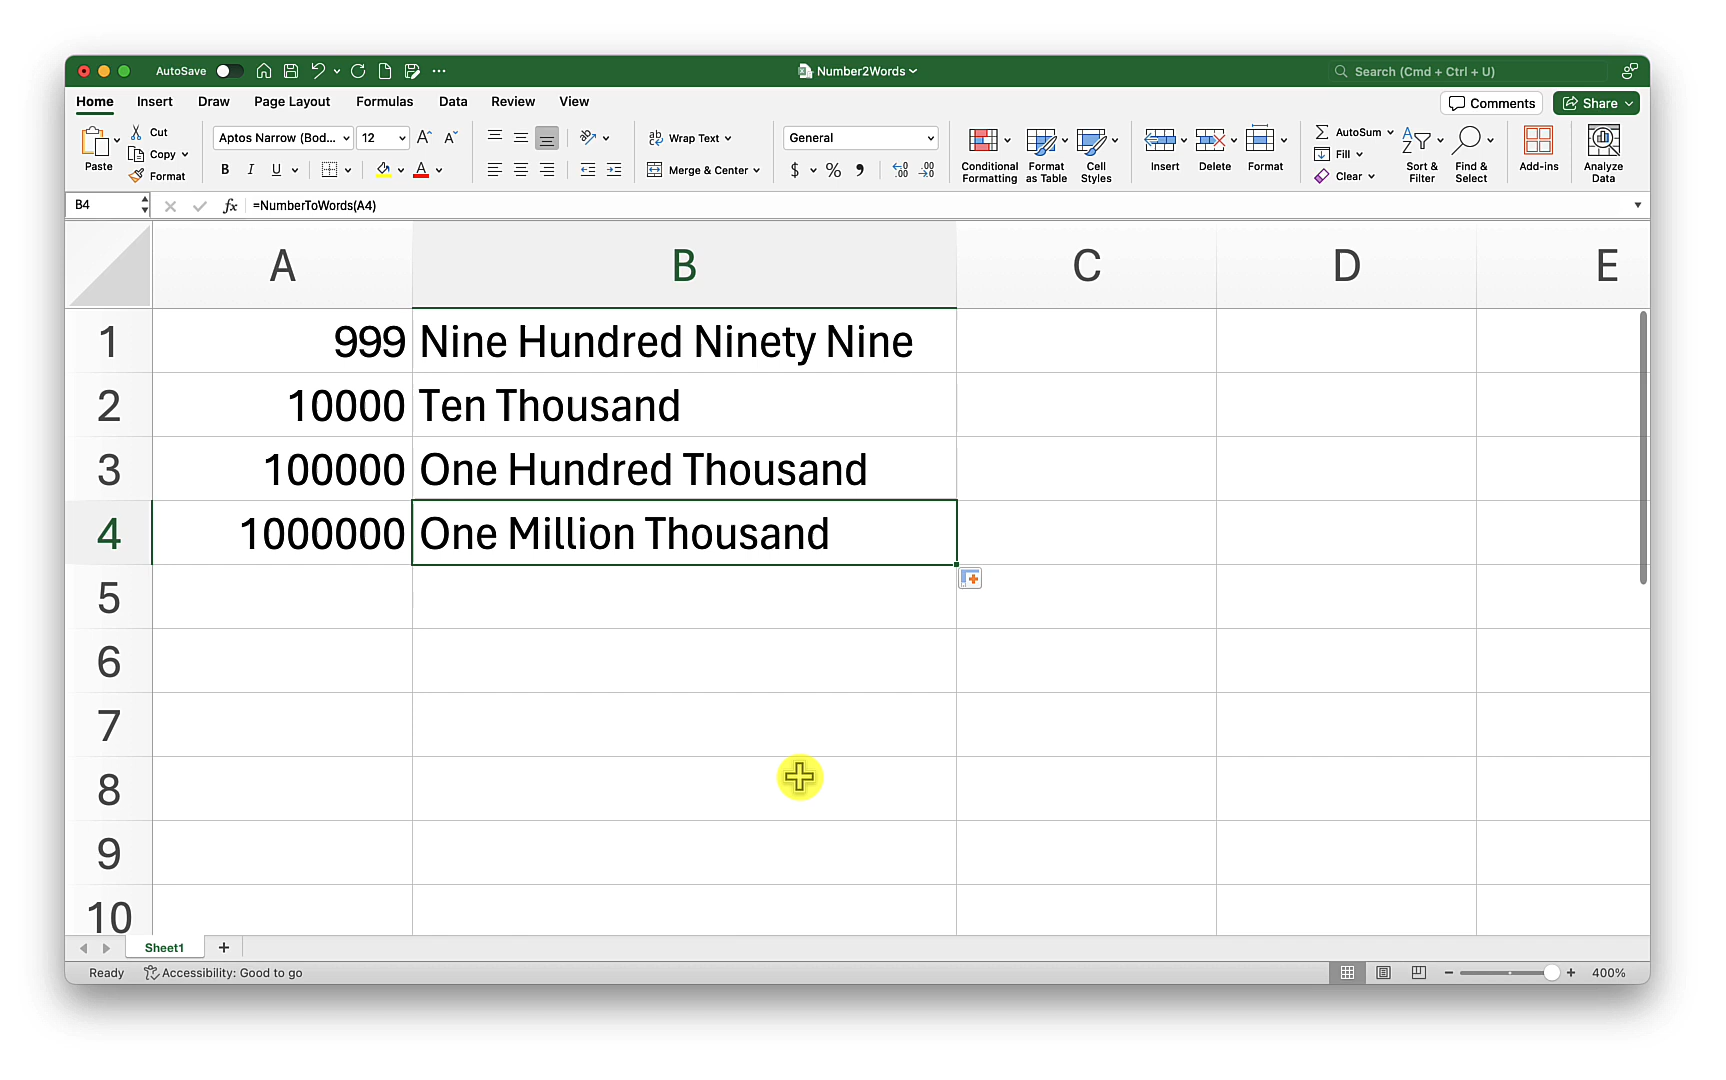 AutoSave
Number2Words
Search (Cmd + Ctrl + U)
Home Insert Draw Page Layout Formulas Data Review View
Comments Share
Paste
Cut
Copy
Format
Aptos Narrow (Bod... 12
B I U
A
ab Wrap Text
Merge & Center
General
$ % ,
.00 .00
Conditional Formatting
Format as Table
Cell Styles
Insert Delete Format
AutoSum
Fill
Clear
Sort & Filter
Find & Select
Add-ins
Analyze Data
B4 fx =NumberToWords(A4)
A B C D E
1 999 Nine Hundred Ninety Nine
2 10000 Ten Thousand
3 100000 One Hundred Thousand
4 1000000 One Million Thousand
5
6
7
8
9
10
Sheet1 +
Ready Accessibility: Good to go
400%